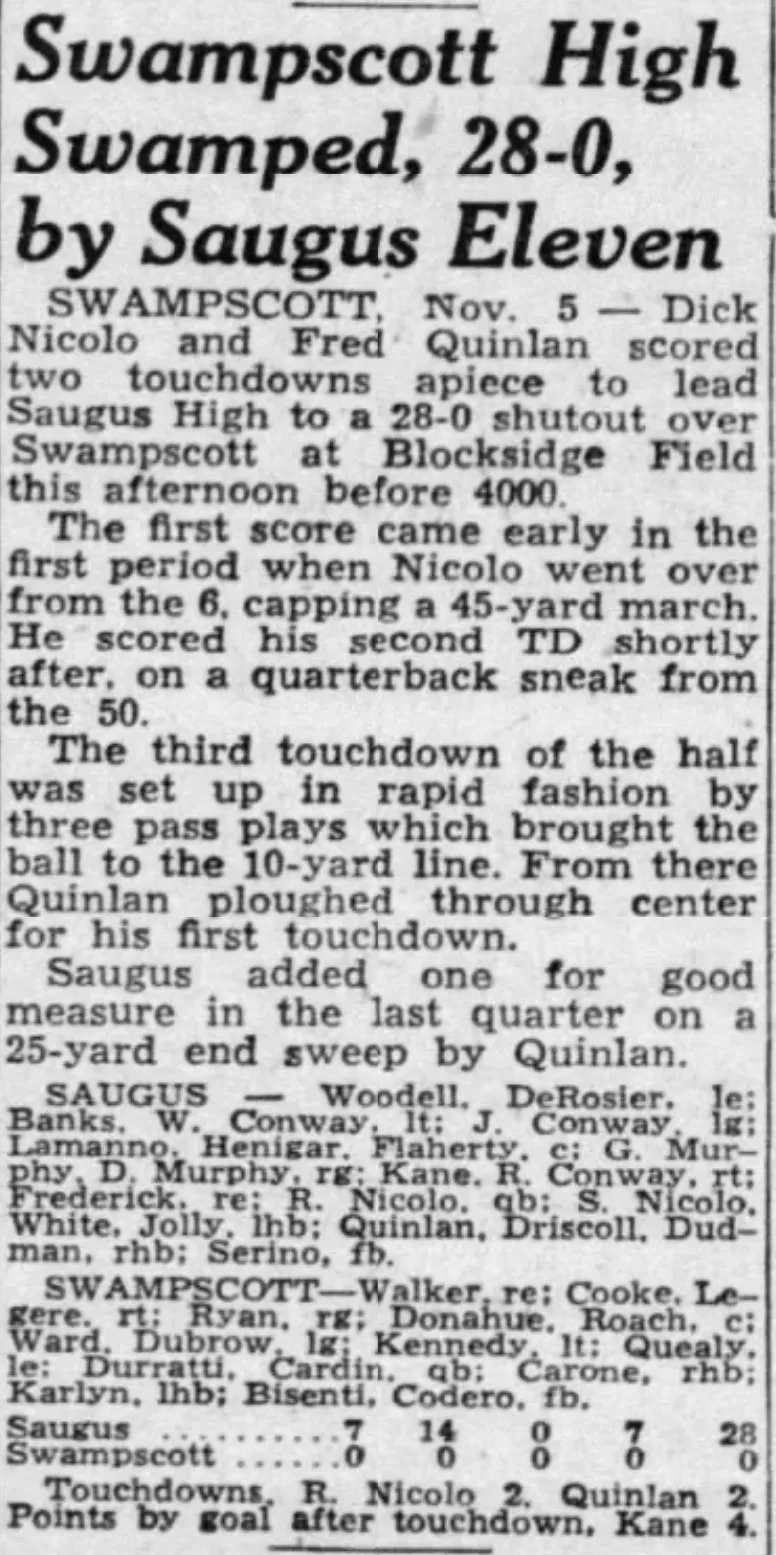 Swampscott High
Swamped, 28-0,
by Saugus Eleven
SWAMPSCOTT, Nov. 5 — Dick
Nicolo and Fred Quinlan scored
two touchdowns apiece to lead
Saugus High to a 28-0 shutout over
Swampscott at Blocksidge Field
this afternoon before 4000.
The first score came early in the
first period when Nicolo went over
from the 6, capping a 45-yard march.
He scored his second TD shortly
after, on a quarterback sneak from
the 50.
The third touchdown of the half
was set up in rapid fashion by
three pass plays which brought the
ball to the 10-yard line. From there
Quinlan ploughed through center
for his first touchdown.
Saugus added one for good
measure in the last quarter on a
25-yard end sweep by Quinlan.
SAUGUS — Woodell, DeRosier, le;
Banks, W. Conway, lt; J. Conway, lg;
Lamanno, Henigar, Flaherty, c; G. Mur-
phy, D. Murphy, rg; Kane, R. Conway, rt;
Frederick, re; R. Nicolo, qb; S. Nicolo,
White, Jolly, lhb; Quinlan, Driscoll, Dud-
man, rhb; Serino, fb.
SWAMPSCOTT—Walker, re; Cooke, Le-
gere, rt; Ryan, rg; Donahue, Roach, c;
Ward, Dubrow, lg; Kennedy, lt; Quealy,
le; Durratti, Cardin, qb; Carone, rhb;
Karlyn, lhb; Bisenti, Codero, fb.
Saugus ...........7 14 0 7 28
Swampscott ......0 0 0 0 0
Touchdowns, R. Nicolo 2, Quinlan 2.
Points by goal after touchdown, Kane 4.